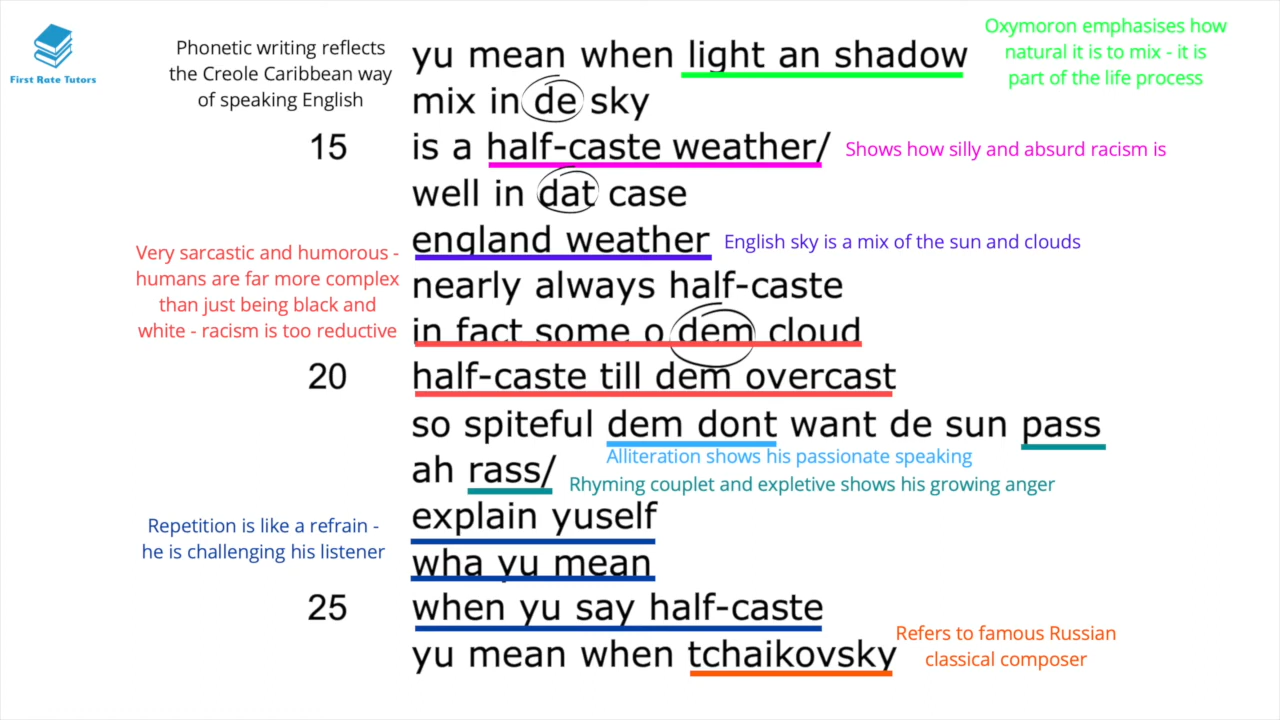 First Rate Tutors
Phonetic writing reflects
the Creole Caribbean way
of speaking English
yu mean when light an shadow
Oxymoron emphasises how
natural it is to mix - it is
part of the life process
mix in de sky
15 is a half-caste weather/
Shows how silly and absurd racism is
well in dat case
england weather
English sky is a mix of the sun and clouds
Very sarcastic and humorous -
humans are far more complex
than just being black and
white - racism is too reductive
nearly always half-caste
in fact some o dem cloud
20 half-caste till dem overcast
so spiteful dem dont want de sun pass
Alliteration shows his passionate speaking
ah rass/
Rhyming couplet and expletive shows his growing anger
explain yuself
Repetition is like a refrain -
he is challenging his listener
wha yu mean
25 when yu say half-caste
yu mean when tchaikovsky
Refers to famous Russian
classical composer